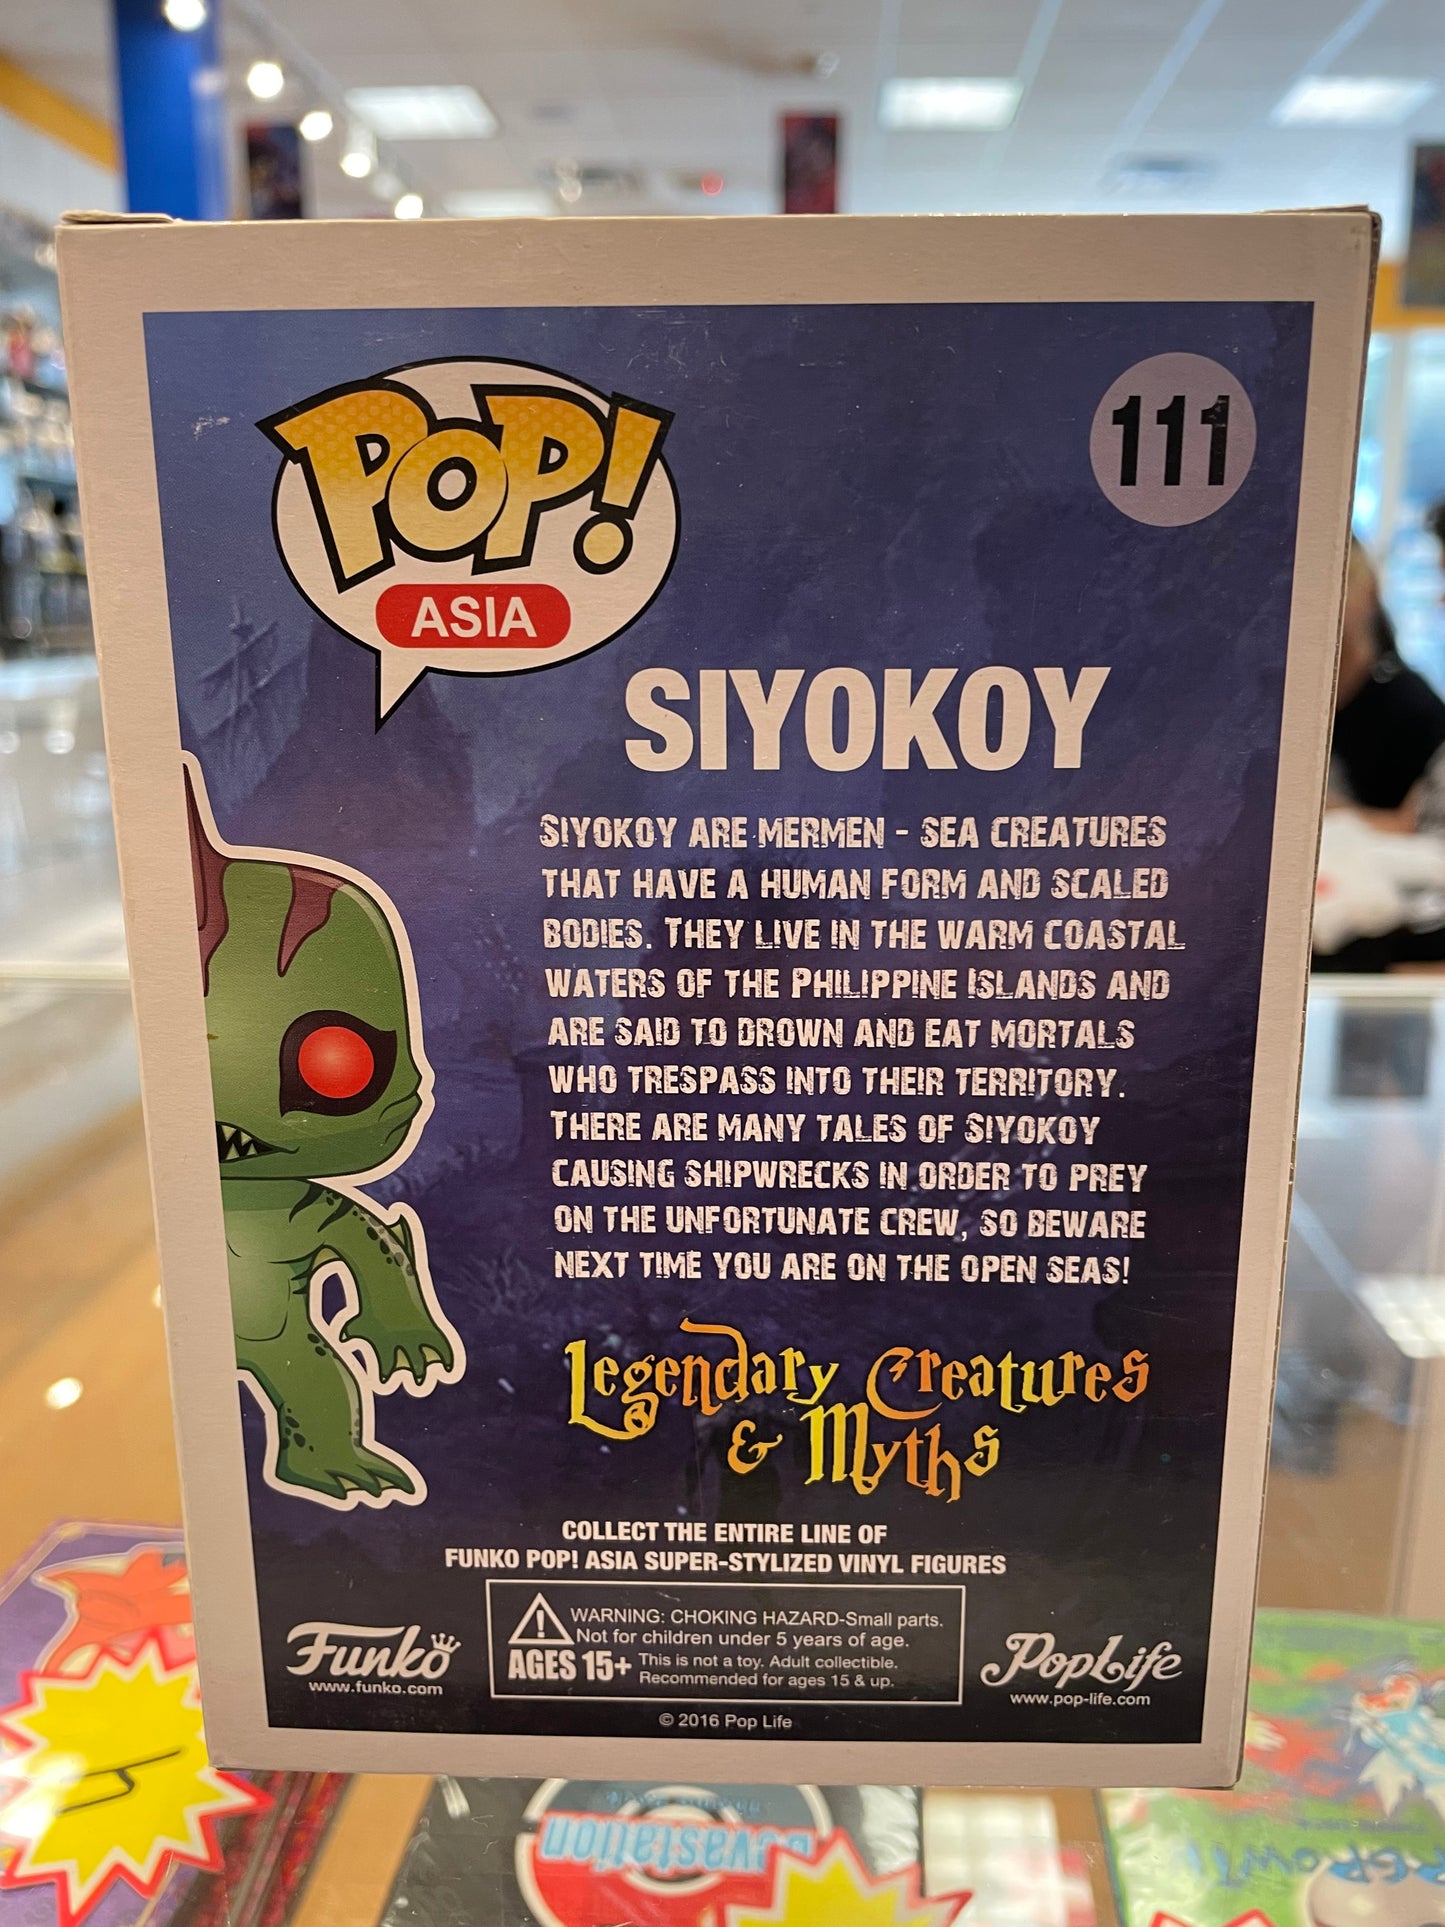 POP!
ASIA
111
SIYOKOY
SIYOKOY ARE MERMEN - SEA CREATURES
THAT HAVE A HUMAN FORM AND SCALED
BODIES. THEY LIVE IN THE WARM COASTAL
WATERS OF THE PHILIPPINE ISLANDS AND
ARE SAID TO DROWN AND EAT MORTALS
WHO TRESPASS INTO THEIR TERRITORY.
THERE ARE MANY TALES OF SIYOKOY
CAUSING SHIPWRECKS IN ORDER TO PREY
ON THE UNFORTUNATE CREW, SO BEWARE
NEXT TIME YOU ARE ON THE OPEN SEAS!
Legendary Creatures
& Myths
COLLECT THE ENTIRE LINE OF
FUNKO POP! ASIA SUPER-STYLIZED VINYL FIGURES
Funko
www.funko.com
WARNING: CHOKING HAZARD-Small parts.
Not for children under 5 years of age.
AGES 15+ This is not a toy. Adult collectible.
Recommended for ages 15 & up.
PopLife
www.pop-life.com
© 2016 Pop Life
Devastation